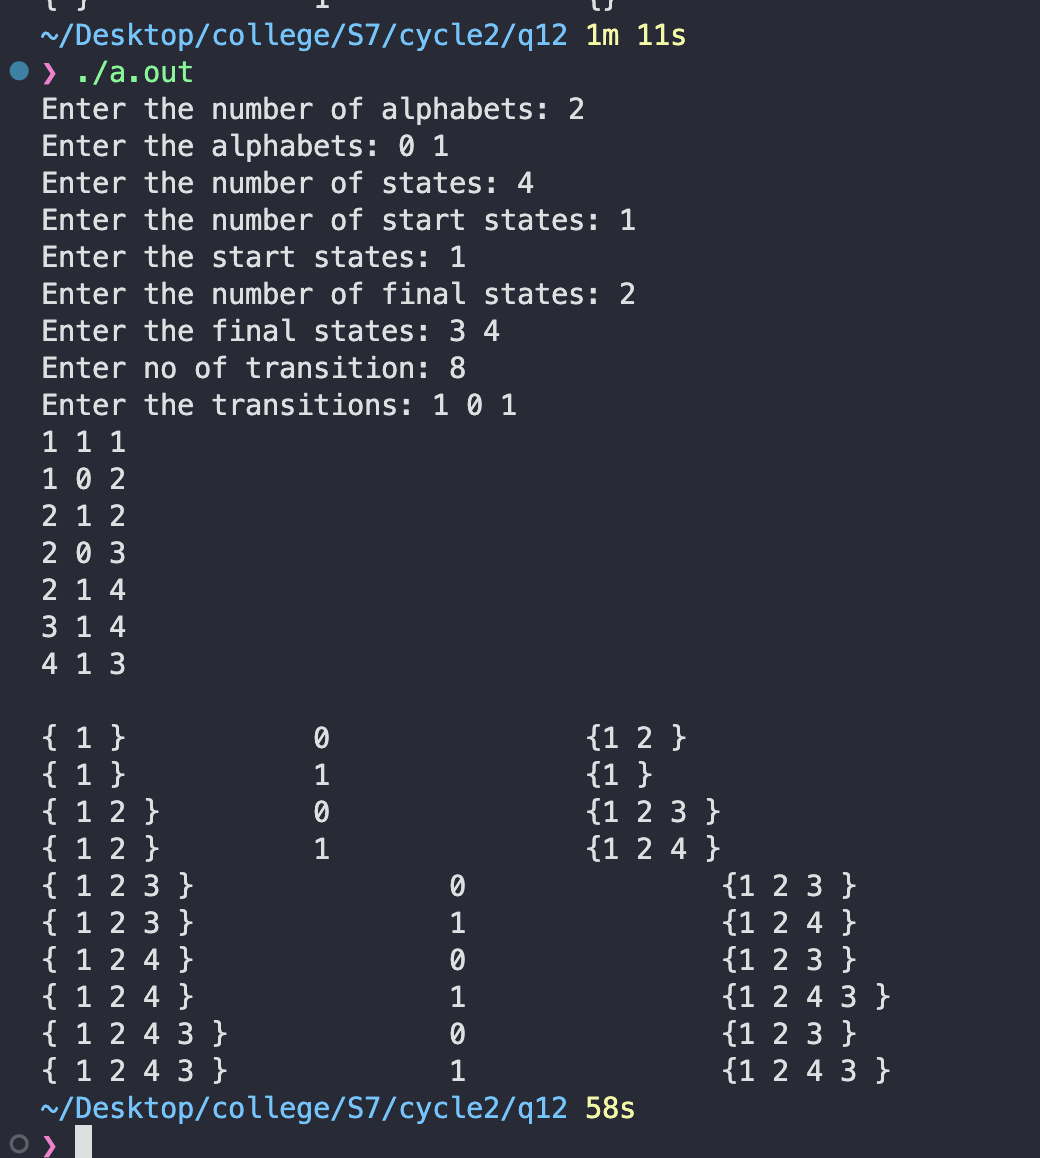 { } 1 {}
~/Desktop/college/S7/cycle2/q12 1m 11s
❯ ./a.out
Enter the number of alphabets: 2
Enter the alphabets: 0 1
Enter the number of states: 4
Enter the number of start states: 1
Enter the start states: 1
Enter the number of final states: 2
Enter the final states: 3 4
Enter no of transition: 8
Enter the transitions: 1 0 1
1 1 1
1 0 2
2 1 2
2 0 3
2 1 4
3 1 4
4 1 3
{ 1 } 0 {1 2 }
{ 1 } 1 {1 }
{ 1 2 } 0 {1 2 3 }
{ 1 2 } 1 {1 2 4 }
{ 1 2 3 } 0 {1 2 3 }
{ 1 2 3 } 1 {1 2 4 }
{ 1 2 4 } 0 {1 2 3 }
{ 1 2 4 } 1 {1 2 4 3 }
{ 1 2 4 3 } 0 {1 2 3 }
{ 1 2 4 3 } 1 {1 2 4 3 }
~/Desktop/college/S7/cycle2/q12 58s
❯